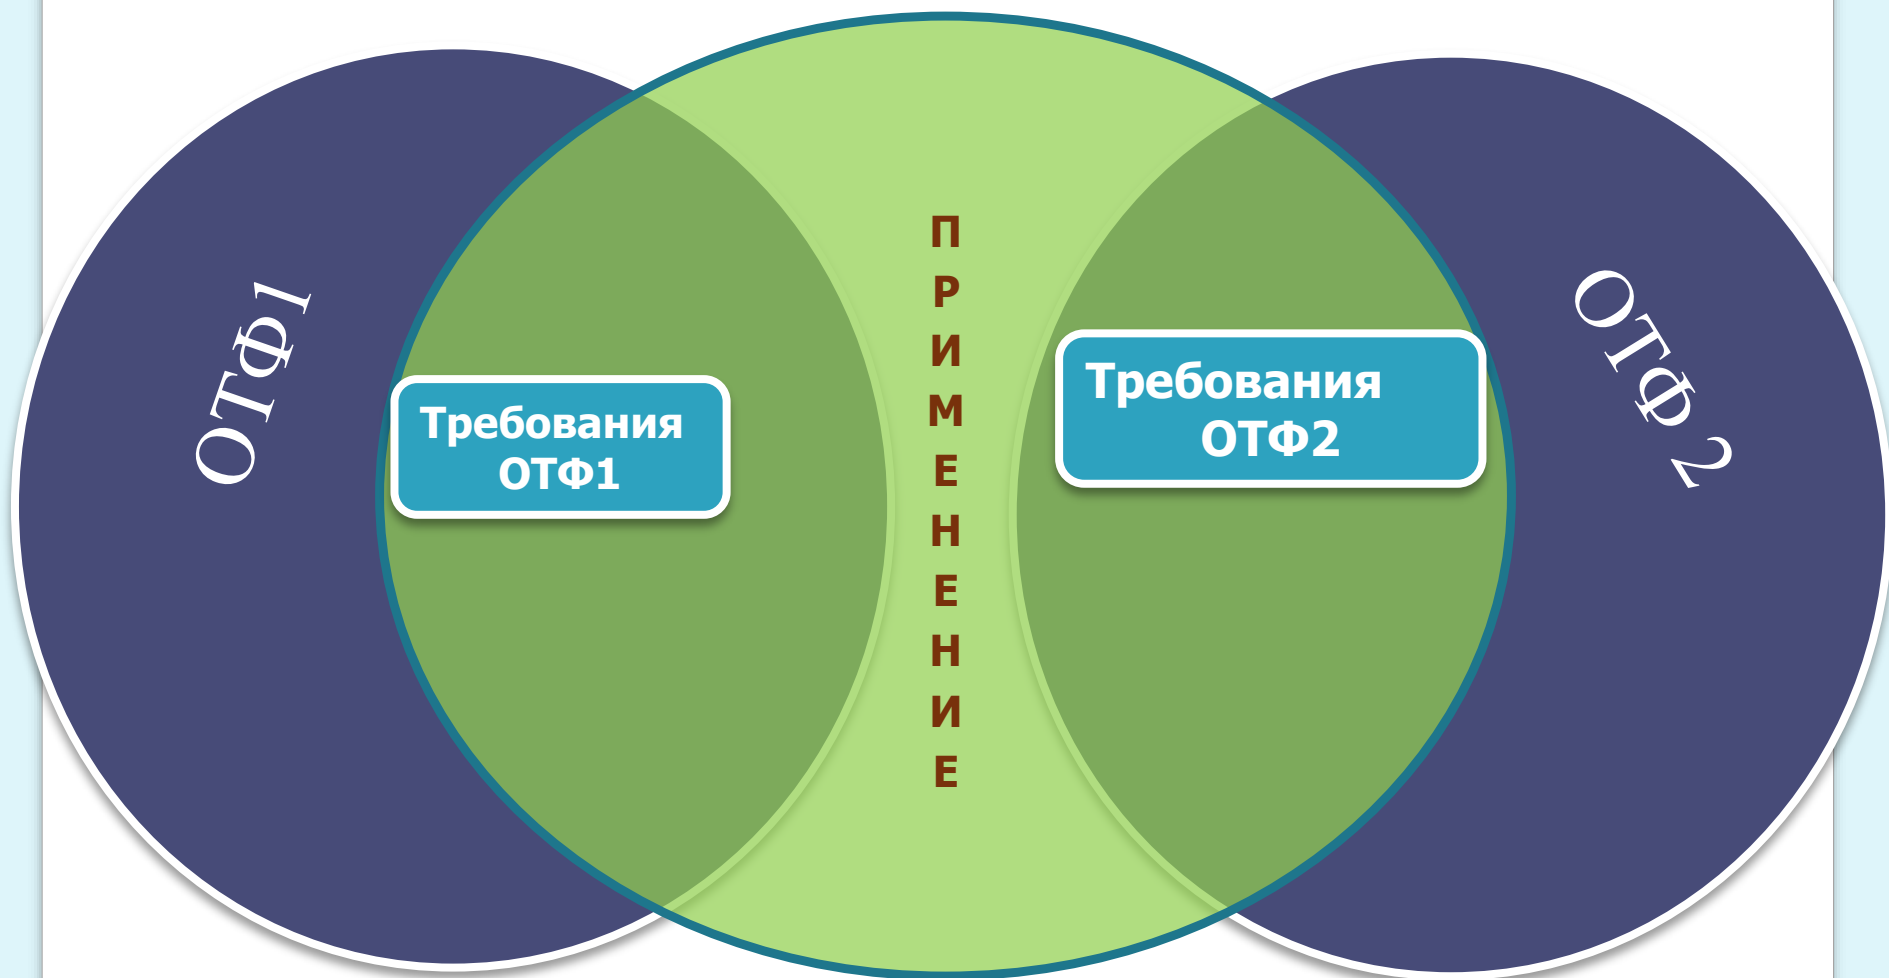 ОТФ1
Требования
ОТФ1
П
Р
И
М
Е
Н
Е
Н
И
Е
Требования
ОТФ2
ОТФ 2